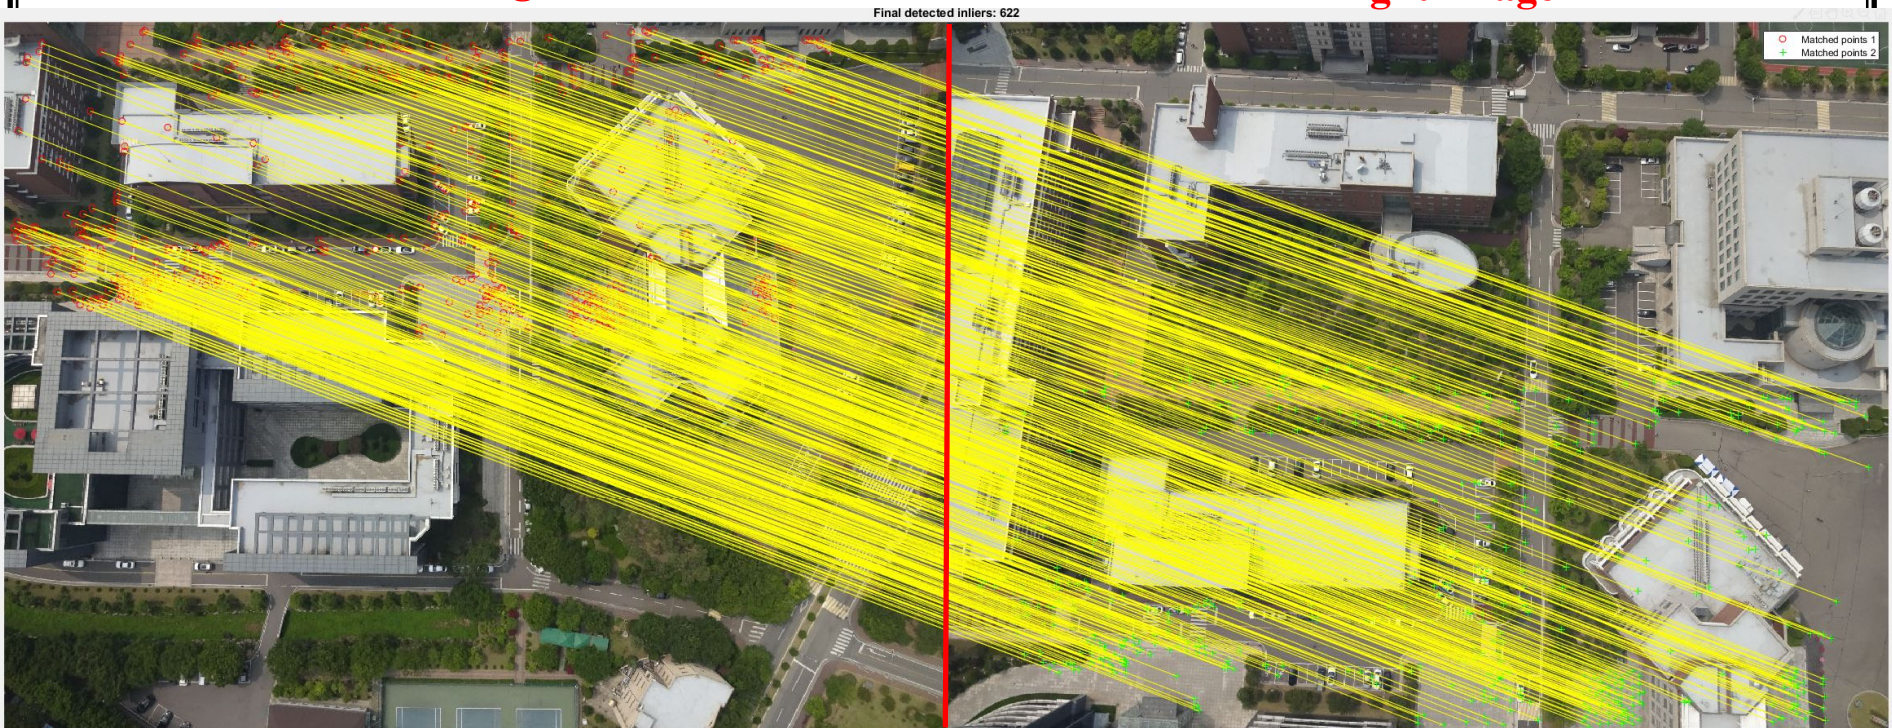 Final detected inliers: 622
Matched points 1
Matched points 2